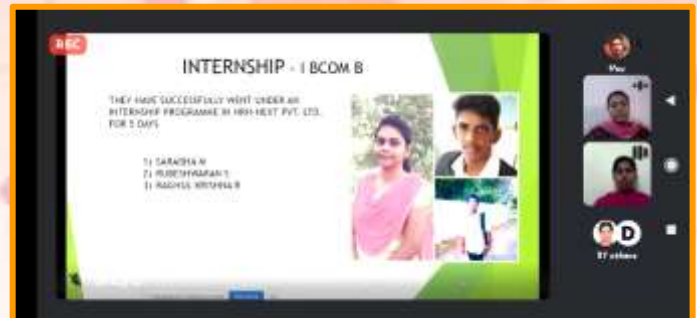 REC
INTERNSHIP - I BCOM B
THEY HAVE SUCCESSFULLY WENT UNDER AN
INTERNSHIP PROGRAMME IN HRH NEXT PVT. LTD.
FOR 5 DAYS
1) SARADHA M
2) RUBESHWARAN S
3) RAGHUL KRISHNA R
You
D
others